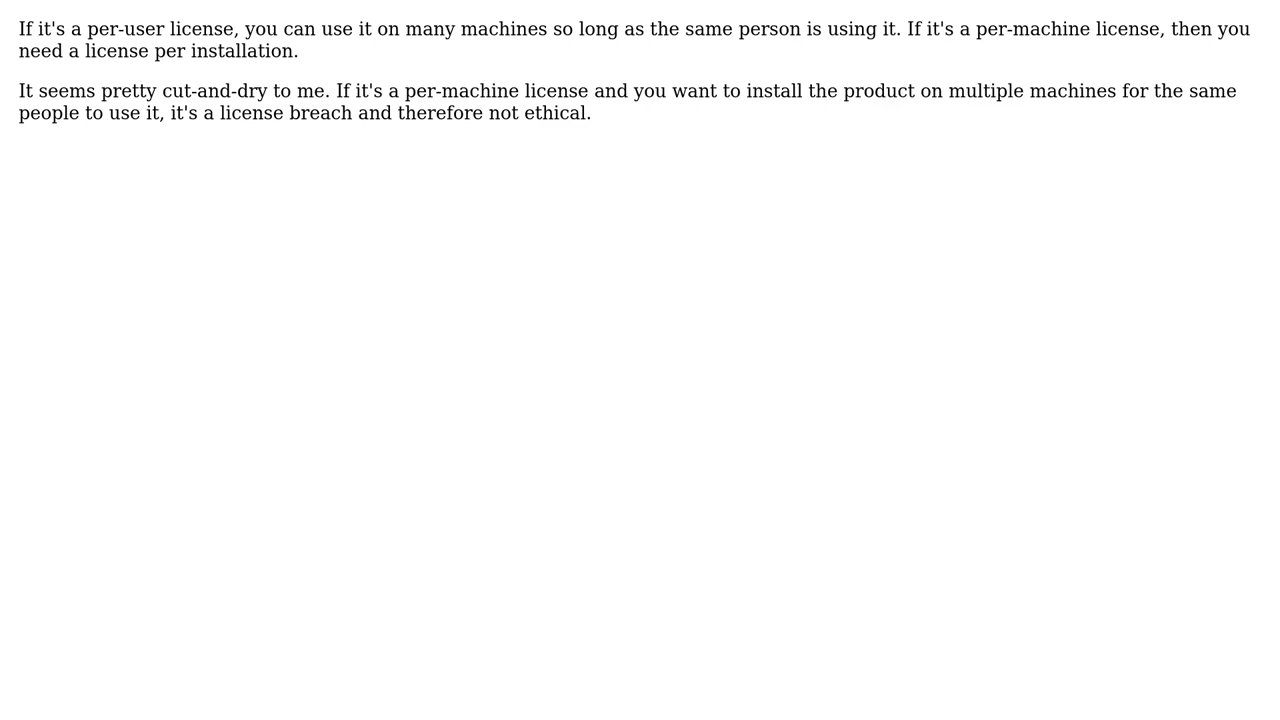 If it's a per-user license, you can use it on many machines so long as the same person is using it. If it's a per-machine license, then you
need a license per installation.
It seems pretty cut-and-dry to me. If it's a per-machine license and you want to install the product on multiple machines for the same
people to use it, it's a license breach and therefore not ethical.